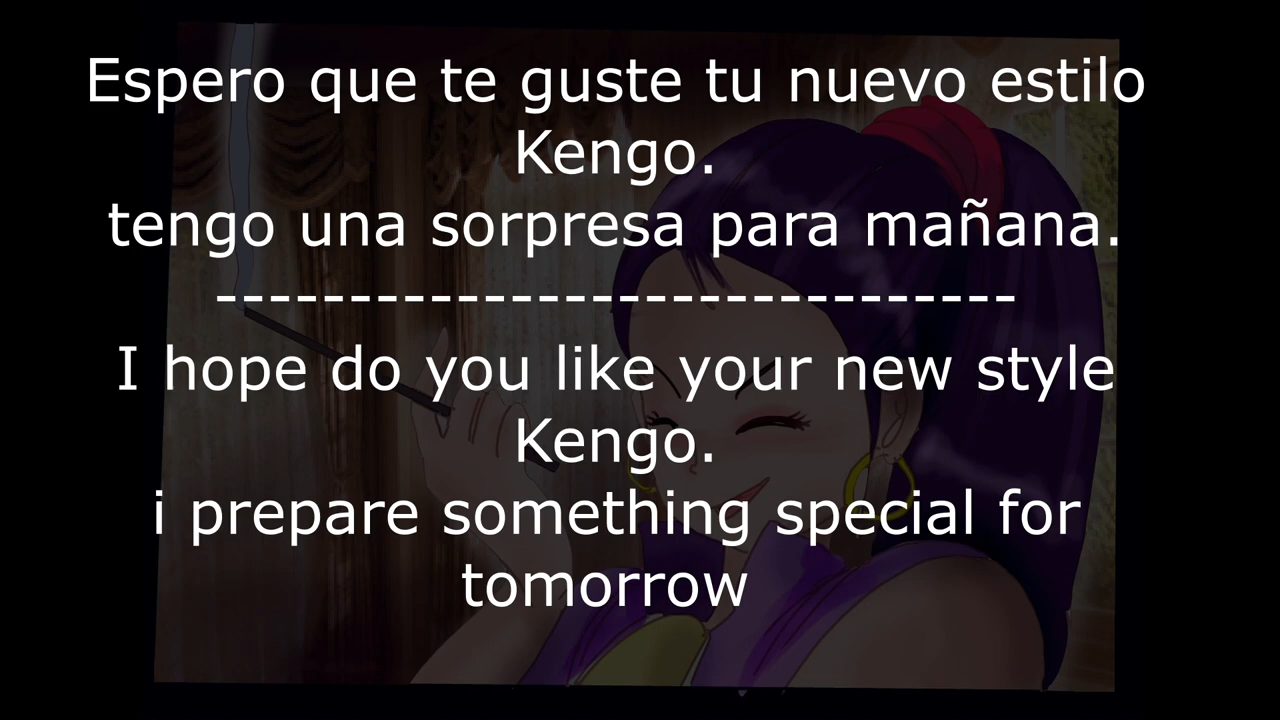 Espero que te guste tu nuevo estilo
Kengo.
tengo una sorpresa para mañana.
------------------------------
I hope do you like your new style
Kengo.
i prepare something special for
tomorrow